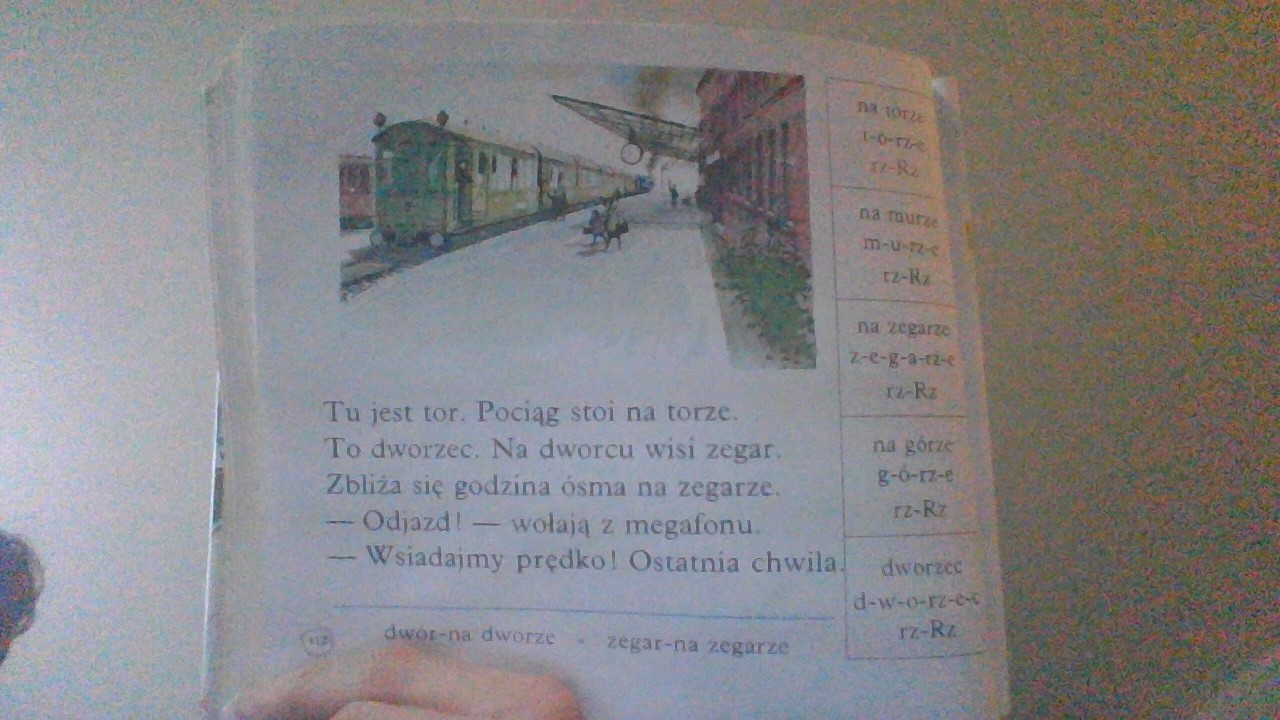 Tu jest tor. Pociąg stoi na torze.
To dworzec. Na dworcu wisi zegar.
Zbliża się godzina ósma na zegarze.
— Odjazd! — wołają z megafonu.
— Wsiadajmy prędko! Ostatnia chwila.
dwór-na dworze - zegar-na zegarze
na torze
t-o-rz-e
rz-Rz
na murze
m-u-rz-e
rz-Rz
na zegarze
z-e-g-a-rz-e
rz-Rz
na górze
g-ó-rz-e
rz-Rz
dworzec
d-w-o-rz-e-c
rz-Rz